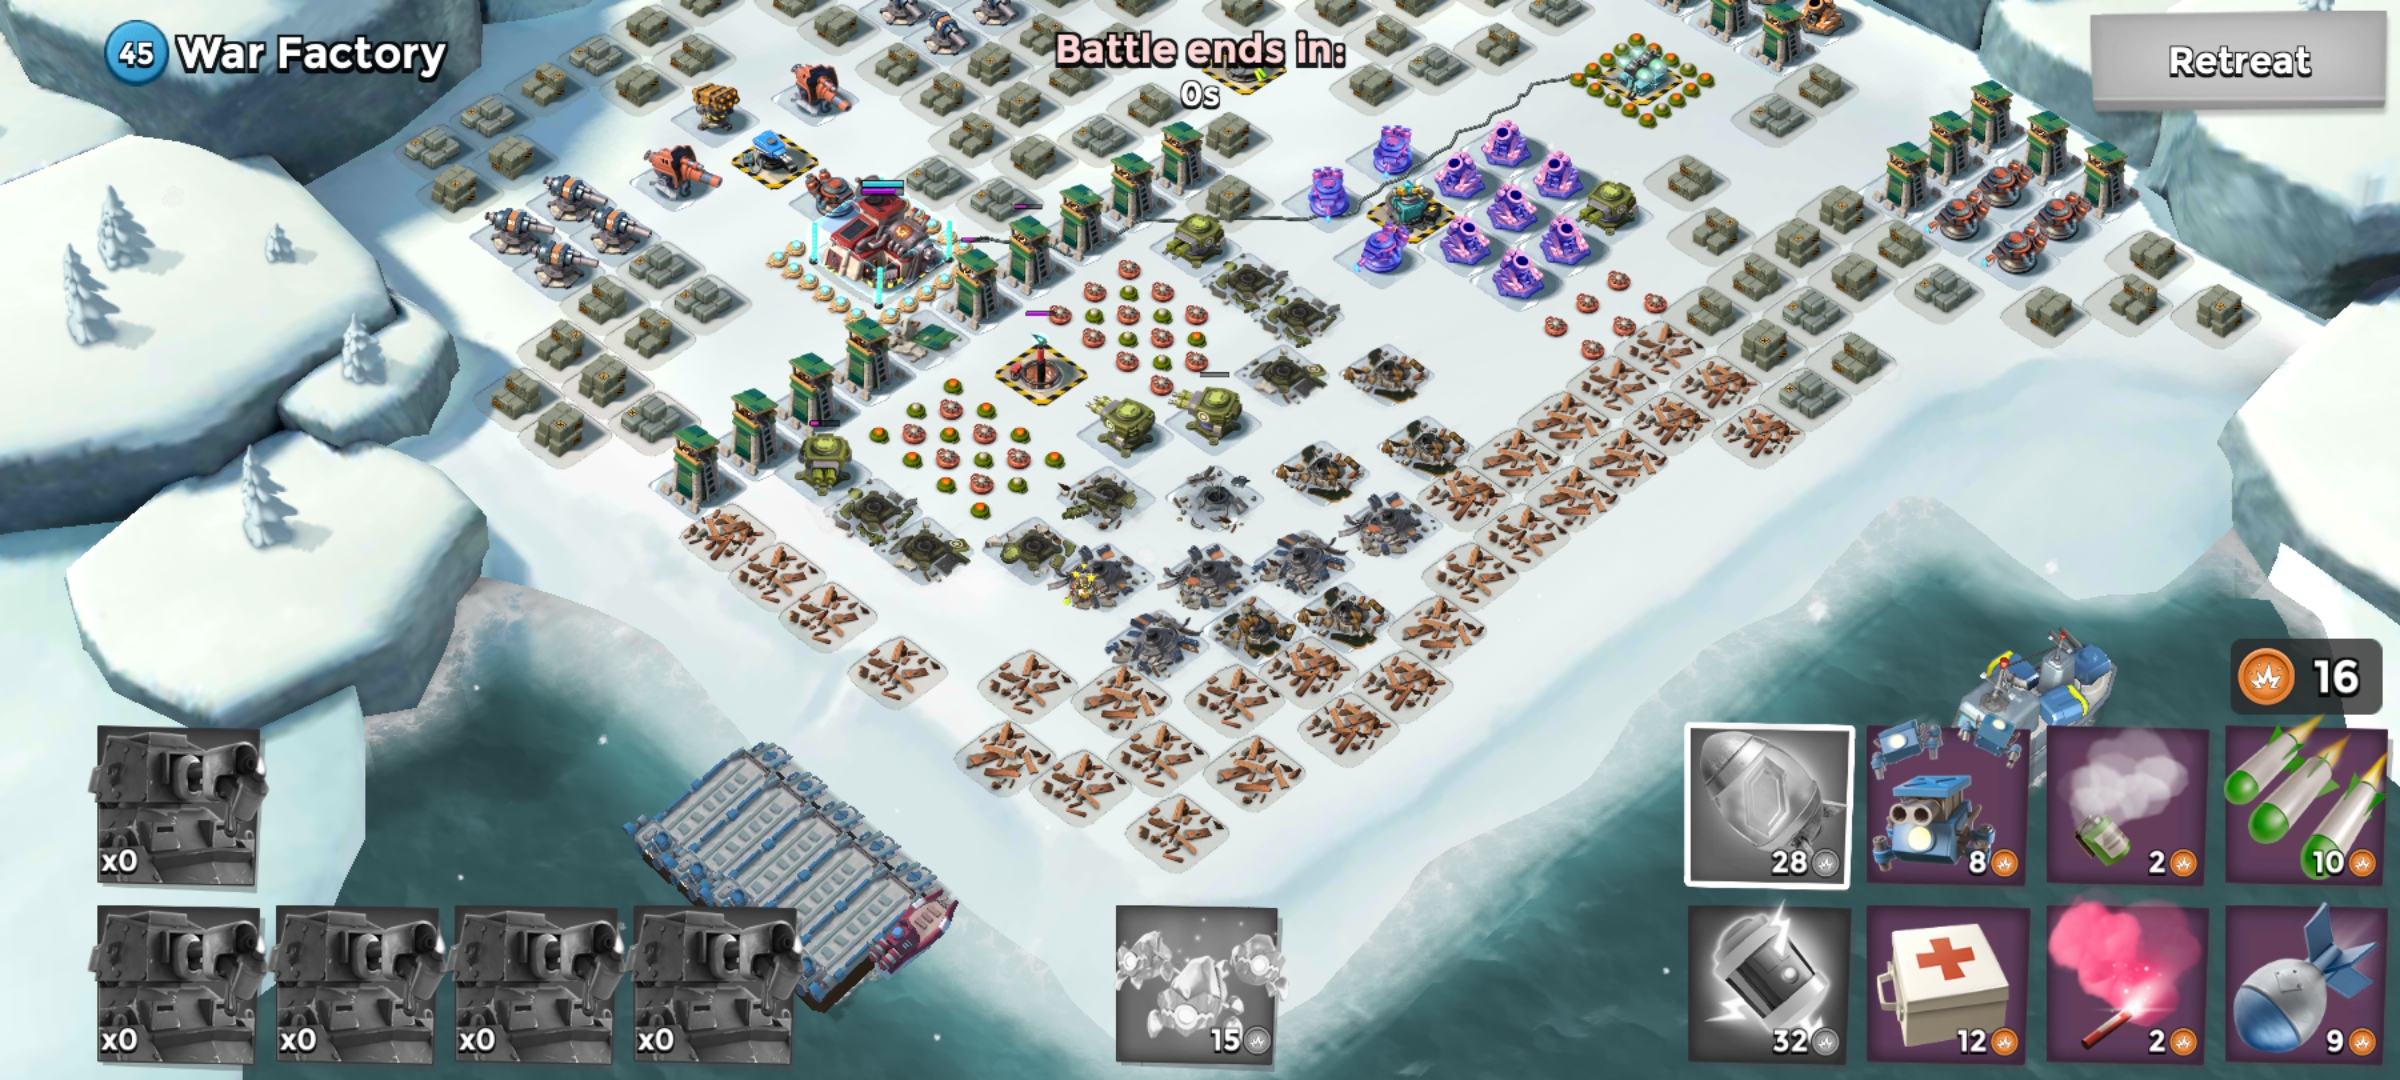 45 War Factory
Battle ends in:
0s
Retreat
16
x0
28
8
2
10
x0
x0
x0
x0
15
32
12
2
9